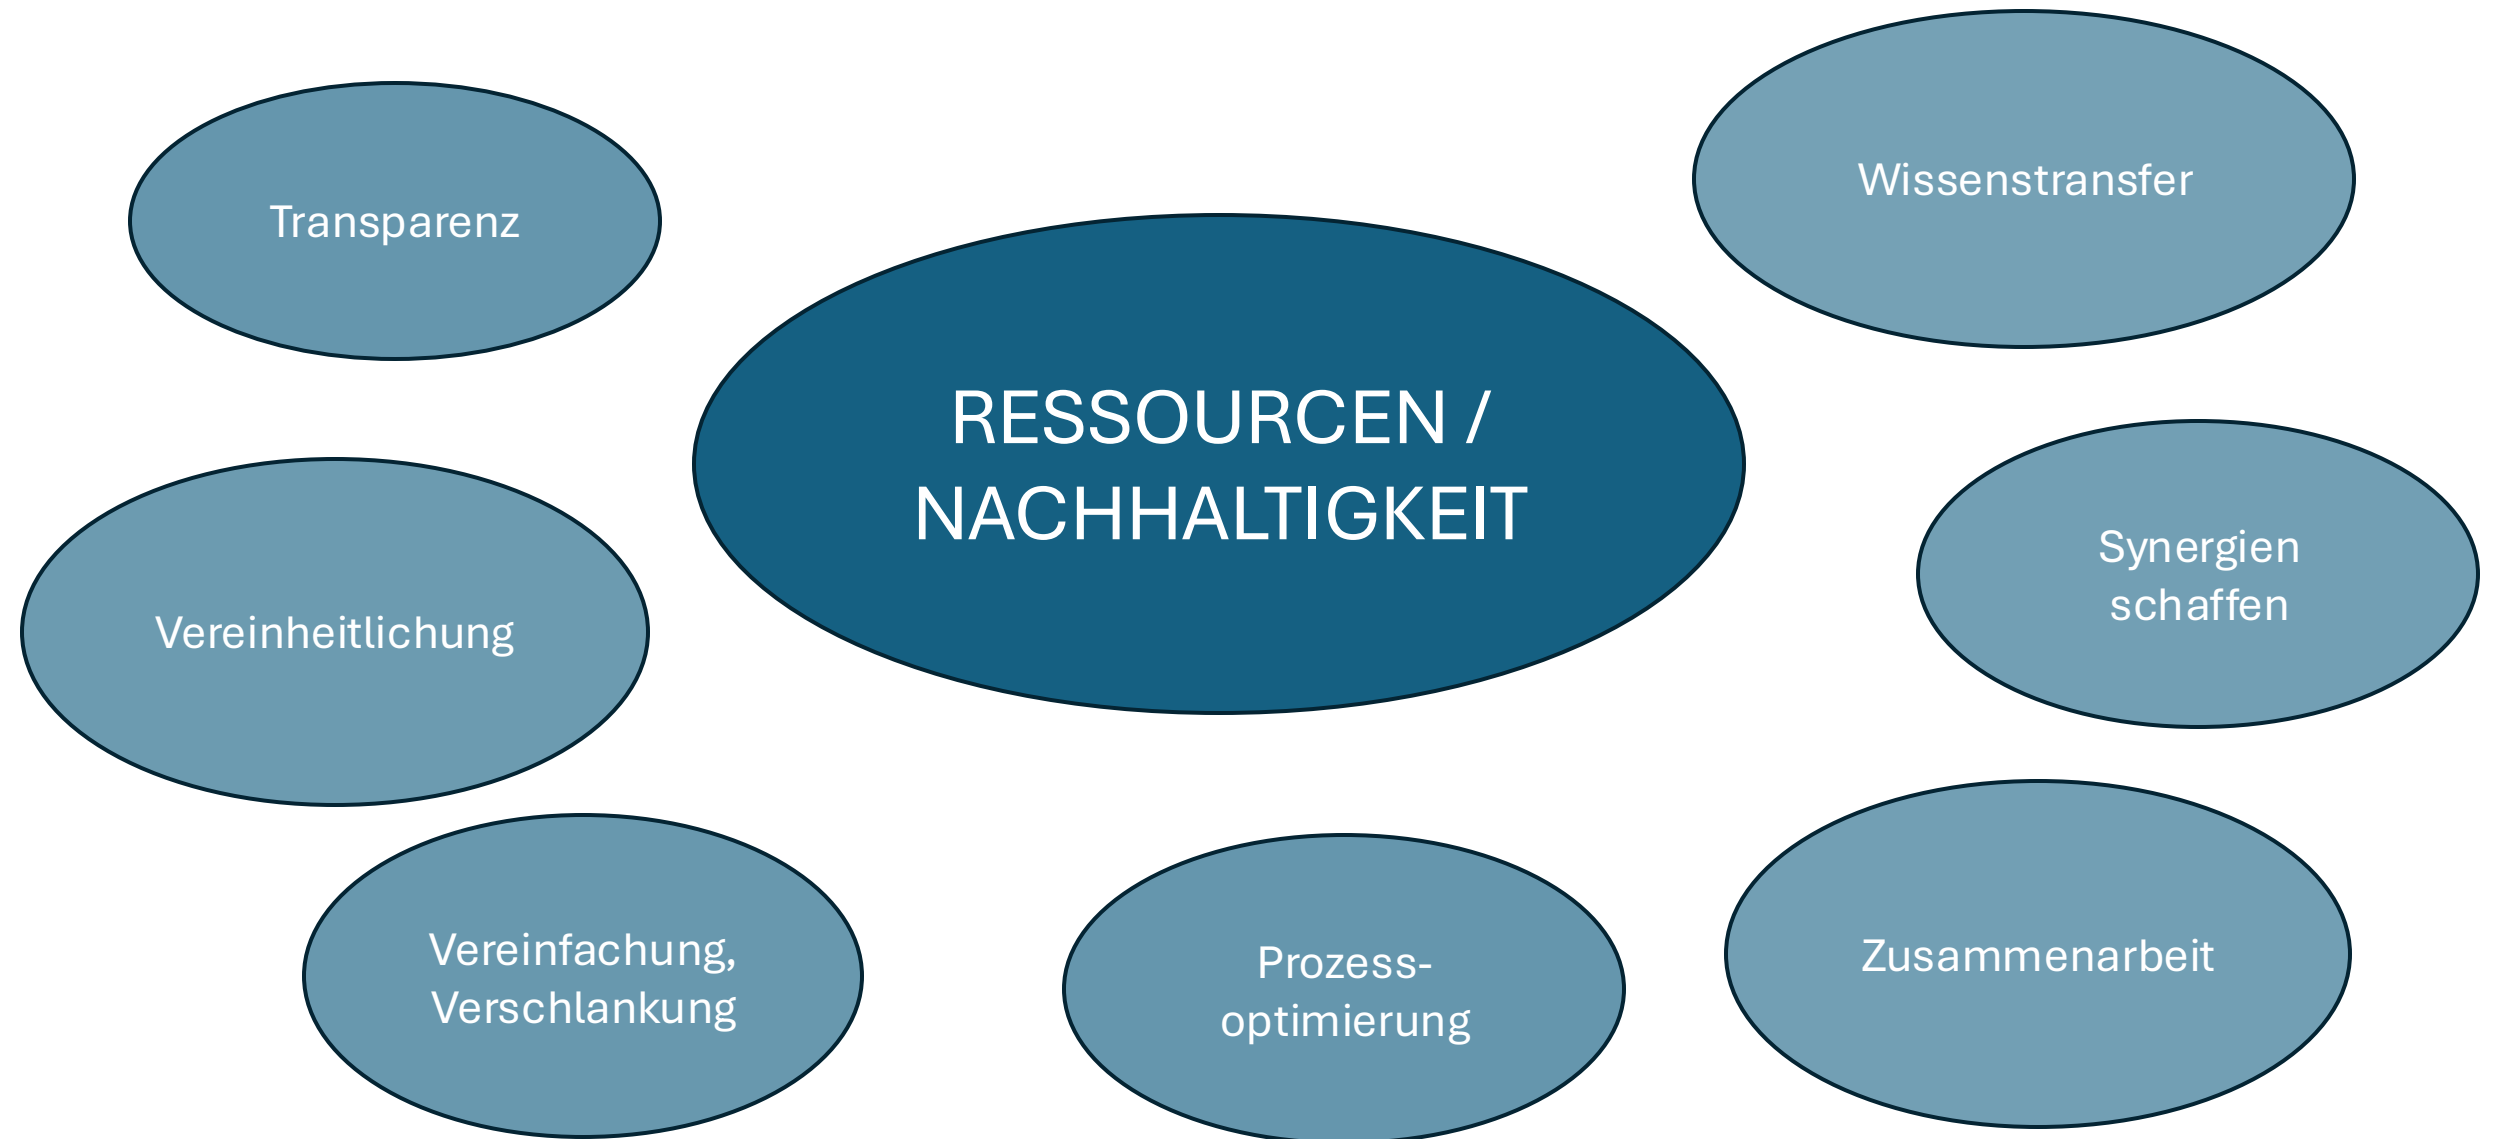 Transparenz
Wissenstransfer
RESSOURCEN /
NACHHALTIGKEIT
Vereinheitlichung
Synergien
schaffen
Vereinfachung,
Verschlankung
Prozess-
optimierung
Zusammenarbeit